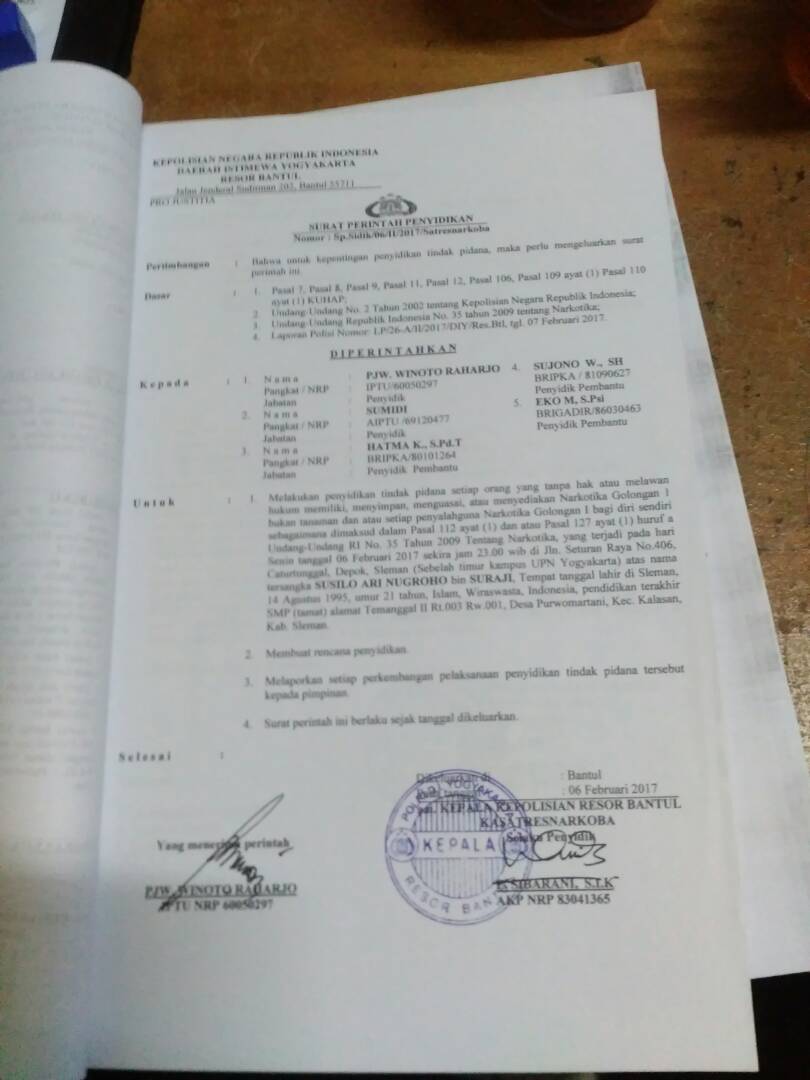 KEPOLISIAN NEGARA REPUBLIK INDONESIA
DAERAH ISTIMEWA YOGYAKARTA
RESOR BANTUL
Jalan Jenderal Sudirman 202, Bantul 55711
PRO JUSTITIA
SURAT PERINTAH PENYIDIKAN
Nomor : Sp.Sidik/06/II/2017/Satresnarkoba
Pertimbangan : Bahwa untuk kepentingan penyidikan tindak pidana, maka perlu mengeluarkan surat
perintah ini.
Dasar : 1. Pasal 7, Pasal 8, Pasal 9, Pasal 11, Pasal 12, Pasal 106, Pasal 109 ayat (1) Pasal 110
ayat (1) KUHAP;
2. Undang-Undang No. 2 Tahun 2002 tentang Kepolisian Negara Republik Indonesia;
3. Undang-Undang Republik Indonesia No. 35 tahun 2009 tentang Narkotika;
4. Laporan Polisi Nomor: LP/26-A/II/2017/DIY/Res.Btl, tgl. 07 Februari 2017.
DIPERINTAHKAN
Kepada : 1. Nama : PJW. WINOTO RAHARJO
Pangkat / NRP : IPTU/60050297
Jabatan : Penyidik
2. Nama : SUMIDI
Pangkat / NRP : AIPTU /69120477
Jabatan : Penyidik
3. Nama : HATMA K., S.Pd.T
Pangkat / NRP : BRIPKA/80101264
Jabatan : Penyidik Pembantu
4. SUJONO W., SH
BRIPKA / 81090627
Penyidik Pembantu
5. EKO M, S.Psi
BRIGADIR/86030463
Penyidik Pembantu
Untuk : 1. Melakukan penyidikan tindak pidana setiap orang yang tanpa hak atau melawan
hukum memiliki, menyimpan, menguasai, atau menyediakan Narkotika Golongan I
bukan tanaman dan atau setiap penyalahguna Narkotika Golongan I bagi diri sendiri
sebagaimana dimaksud dalam Pasal 112 ayat (1) dan atau Pasal 127 ayat (1) huruf a
Undang-Undang RI No. 35 Tahun 2009 Tentang Narkotika, yang terjadi pada hari
Senin tanggal 06 Februari 2017 sekira jam 23.00 wib di Jln. Seturan Raya No.406,
Caturtunggal, Depok, Sleman (Sebelah timur kampus UPN Yogyakarta) atas nama
tersangka SUSILO ARI NUGROHO bin SURAJI, Tempat tanggal lahir di Sleman,
14 Agustus 1995, umur 21 tahun, Islam, Wiraswasta, Indonesia, pendidikan terakhir
SMP (tamat) alamat Temanggal II Rt.003 Rw.001, Desa Purwomartani, Kec. Kalasan,
Kab. Sleman.
2. Membuat rencana penyidikan.
3. Melaporkan setiap perkembangan pelaksanaan penyidikan tindak pidana tersebut
kepada pimpinan.
4. Surat perintah ini berlaku sejak tanggal dikeluarkan.
Selesai :
Dikeluarkan di : Bantul
: 06 Februari 2017
an. KEPALA KEPOLISIAN RESOR BANTUL
KASATRESNARKOBA
Selaku Penyidik
SIBARANI, S.I.K
AKP NRP 83041365
Yang menerima perintah
PJW. WINOTO RAHARJO
IPTU NRP 60050297
KEPALA
RESOR BANTUL